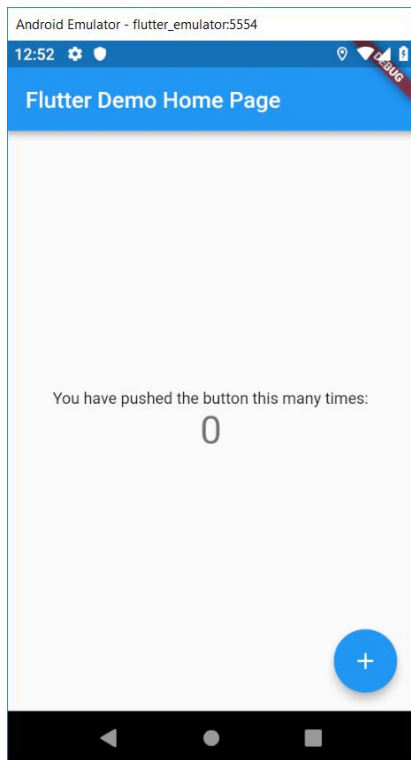 Android Emulator - flutter_emulator:5554
12:52
DEBUG
Flutter Demo Home Page
You have pushed the button this many times:
0
+